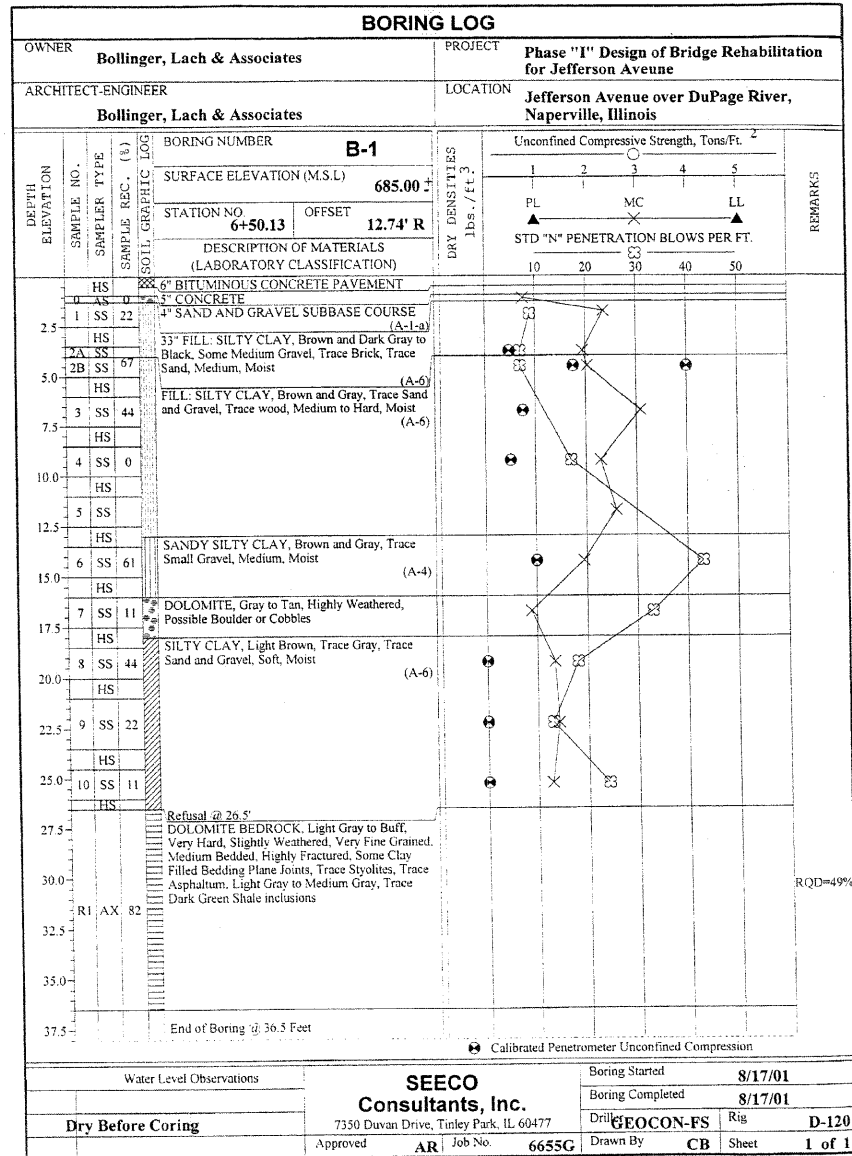 BORING LOG
OWNER
Bollinger, Lach & Associates
PROJECT
Phase "I" Design of Bridge Rehabilitation
for Jefferson Aveune
ARCHITECT-ENGINEER
Bollinger, Lach & Associates
LOCATION
Jefferson Avenue over DuPage River,
Naperville, Illinois
DEPTH
ELEVATION
SAMPLE NO.
SAMPLER TYPE
SAMPLE REC. (%)
SOIL GRAPHIC LOG
BORING NUMBER B-1
SURFACE ELEVATION (M.S.L) 685.00 ±
STATION NO. 6+50.13 OFFSET 12.74' R
DESCRIPTION OF MATERIALS
(LABORATORY CLASSIFICATION)
DRY DENSITIES
lbs./ft.3
Unconfined Compressive Strength, Tons/Ft. 2
1 2 3 4 5
PL MC LL
STD "N" PENETRATION BLOWS PER FT.
10 20 30 40 50
REMARKS
HS
6" BITUMINOUS CONCRETE PAVEMENT
0 AS 0
5" CONCRETE
1 SS 22
4" SAND AND GRAVEL SUBBASE COURSE
(A-1-a)
2.5
HS
33" FILL: SILTY CLAY, Brown and Dark Gray to
Black, Some Medium Gravel, Trace Brick, Trace
Sand, Medium, Moist
(A-6)
2A SS
2B SS 67
5.0
HS
FILL: SILTY CLAY, Brown and Gray, Trace Sand
and Gravel, Trace wood, Medium to Hard, Moist
(A-6)
3 SS 44
7.5
HS
4 SS 0
10.0
HS
5 SS
12.5
HS
SANDY SILTY CLAY, Brown and Gray, Trace
Small Gravel, Medium, Moist
(A-4)
6 SS 61
15.0
HS
DOLOMITE, Gray to Tan, Highly Weathered,
Possible Boulder or Cobbles
7 SS 11
17.5
HS
SILTY CLAY, Light Brown, Trace Gray, Trace
Sand and Gravel, Soft, Moist
(A-6)
8 SS 44
20.0
HS
9 SS 22
22.5
HS
10 SS 11
25.0
HS
Refusal @ 26.5'
27.5
DOLOMITE BEDROCK, Light Gray to Buff,
Very Hard, Slightly Weathered, Very Fine Grained,
Medium Bedded, Highly Fractured, Some Clay
Filled Bedding Plane Joints, Trace Styolites, Trace
Asphaltum, Light Gray to Medium Gray, Trace
Dark Green Shale inclusions
30.0
RQD=49%
R1 AX 82
32.5
35.0
37.5
End of Boring @ 36.5 Feet
Calibrated Penetrometer Unconfined Compression
Water Level Observations
Dry Before Coring
SEECO
Consultants, Inc.
7350 Duvan Drive, Tinley Park, IL 60477
Approved AR Job No. 6655G
Boring Started 8/17/01
Boring Completed 8/17/01
Driller GEOCON-FS Rig D-120
Drawn By CB Sheet 1 of 1